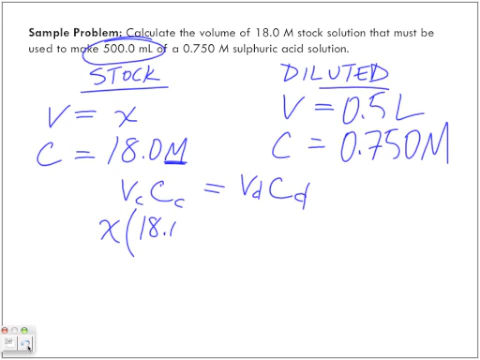 Sample Problem: Calculate the volume of 18.0 M stock solution that must be
used to make 500.0 mL of a 0.750 M sulphuric acid solution.
STOCK DILUTED
V = x V = 0.5L
C = 18.0M C = 0.750M
VcCc = VdCd
x(18.